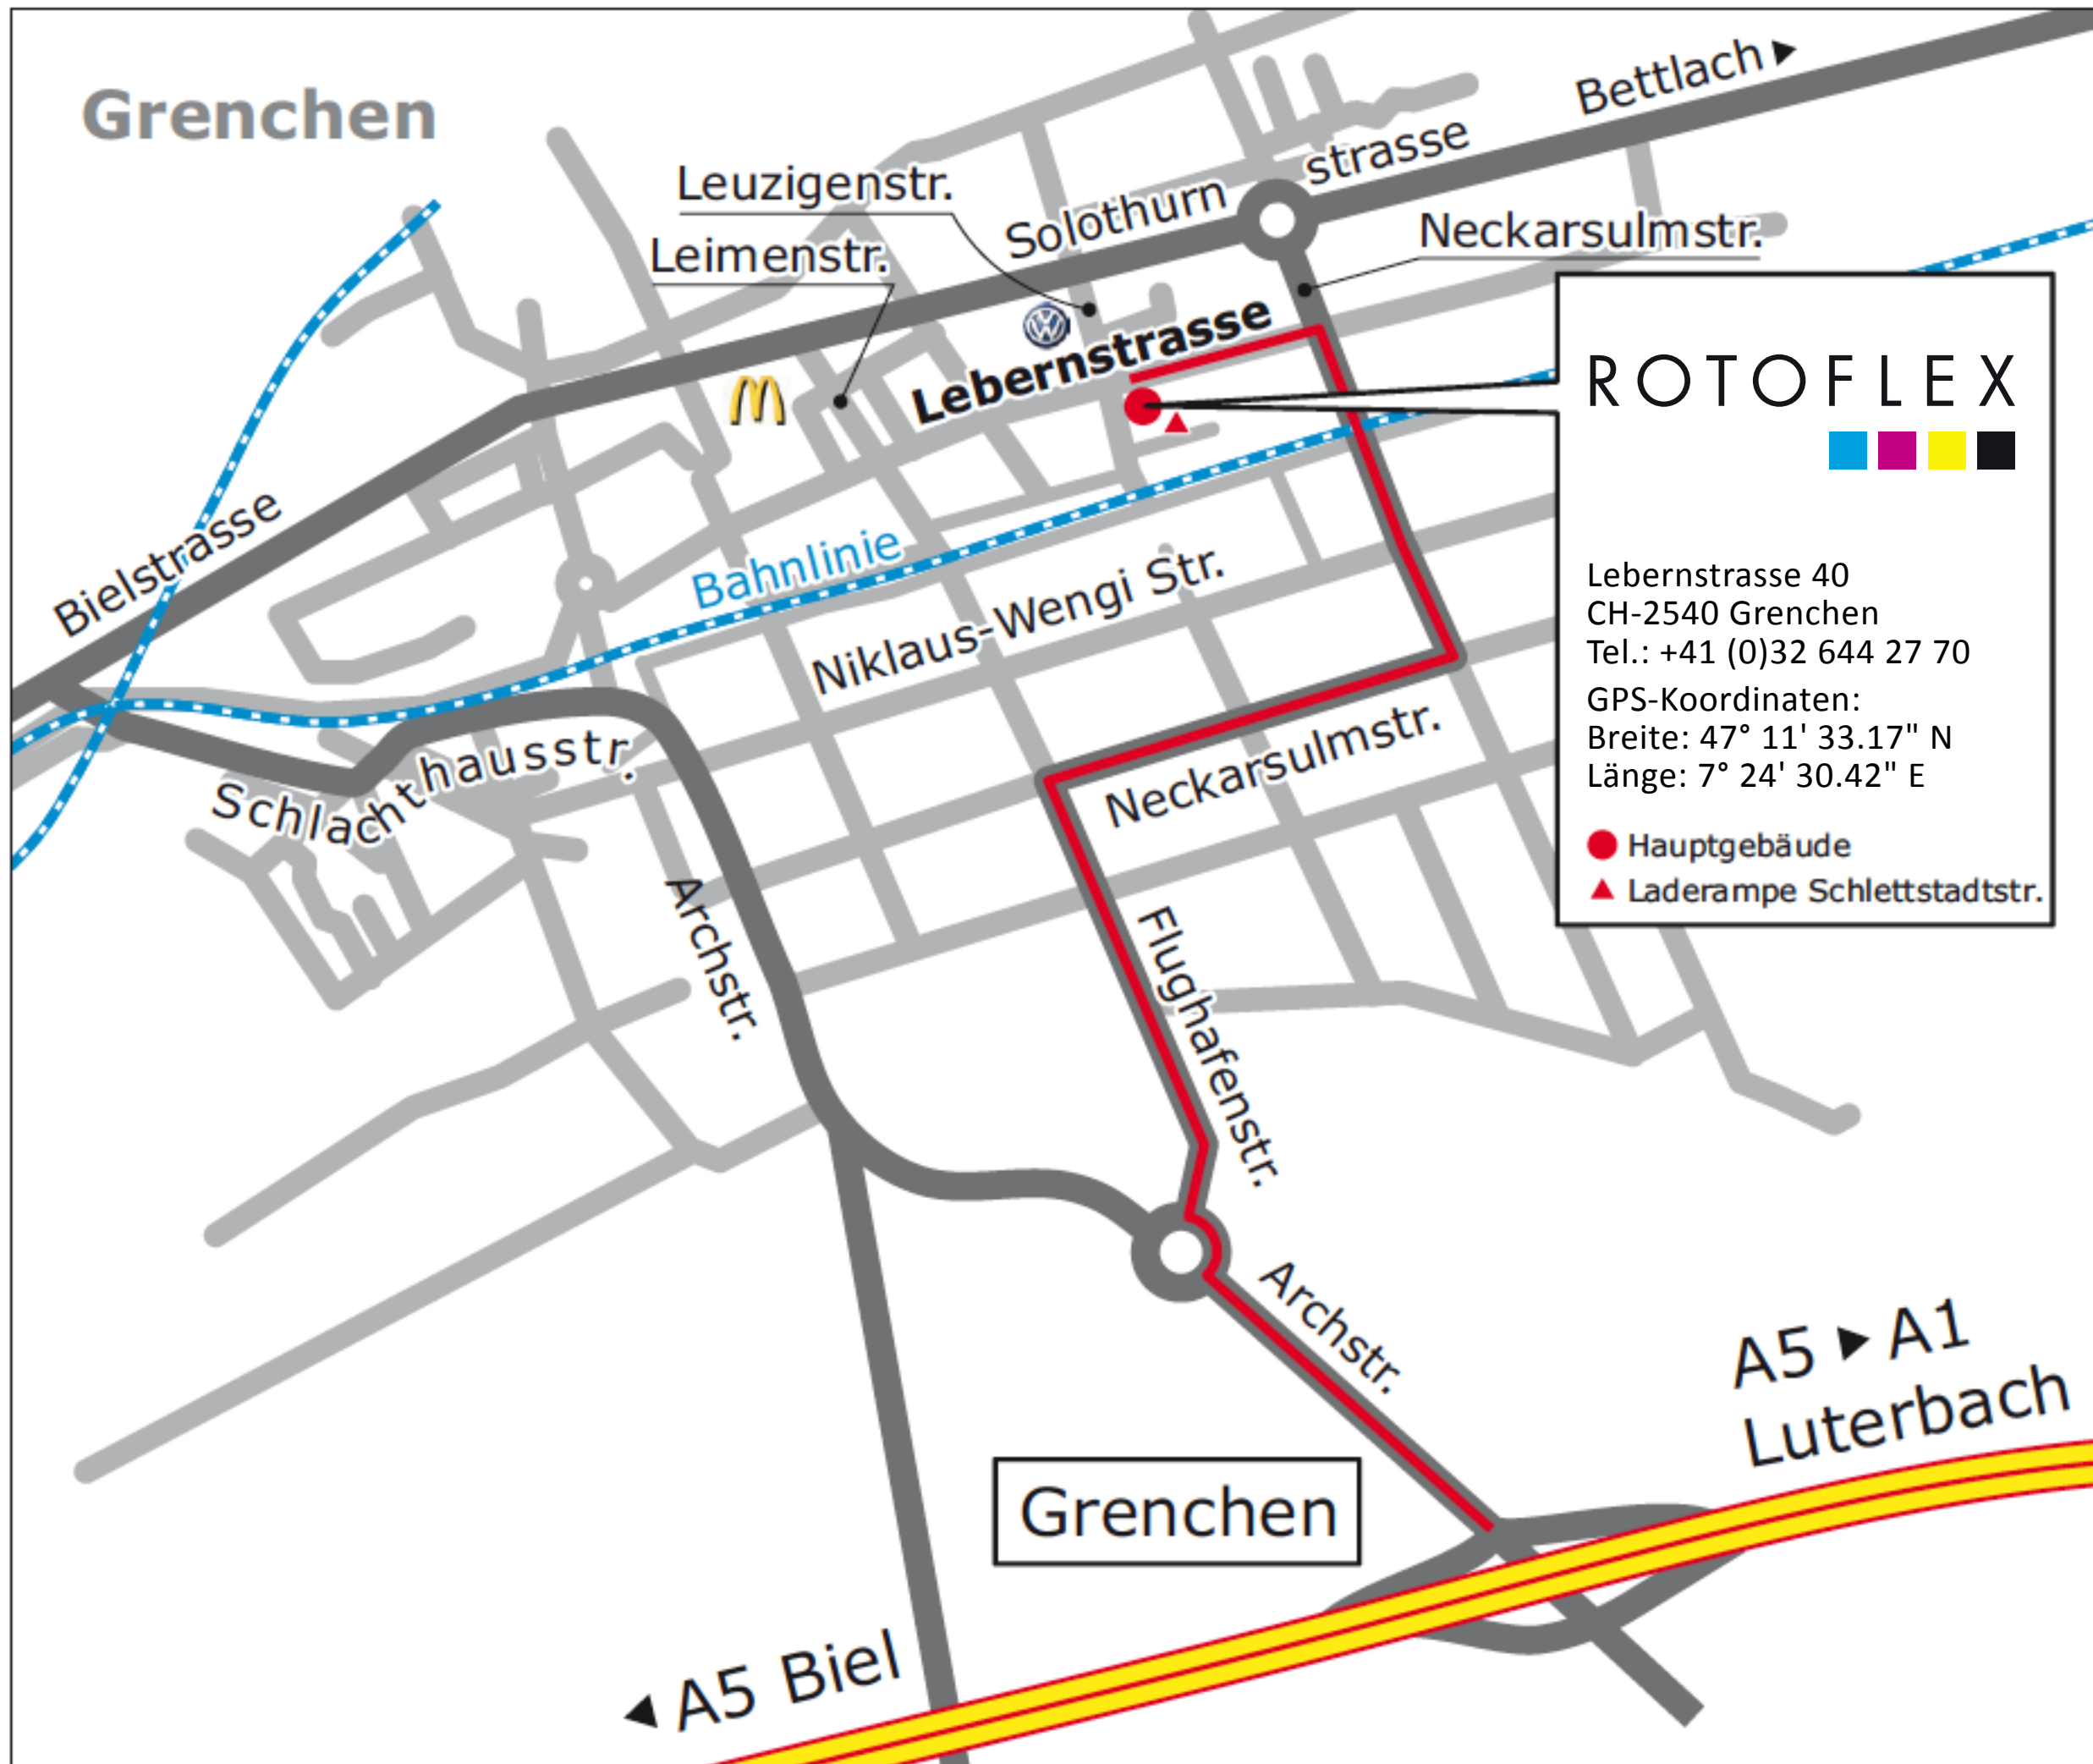 Grenchen
Bettlach
Leuzigenstr.
Solothurn
strasse
Leimenstr.
Neckarsulmstr.
Lebernstrasse
ROTOFLEX
Bielstrasse
Bahnlinie
Niklaus-Wengi Str.
Lebernstrasse 40
CH-2540 Grenchen
Tel.: +41 (0)32 644 27 70
GPS-Koordinaten:
Breite: 47° 11' 33.17" N
Länge: 7° 24' 30.42" E
Hauptgebäude
Laderampe Schlettstadtstr.
Schlachthausstr.
Neckarsulmstr.
Archstr.
Flughafenstr.
Archstr.
A5 ▶ A1
Luterbach
Grenchen
◀ A5 Biel